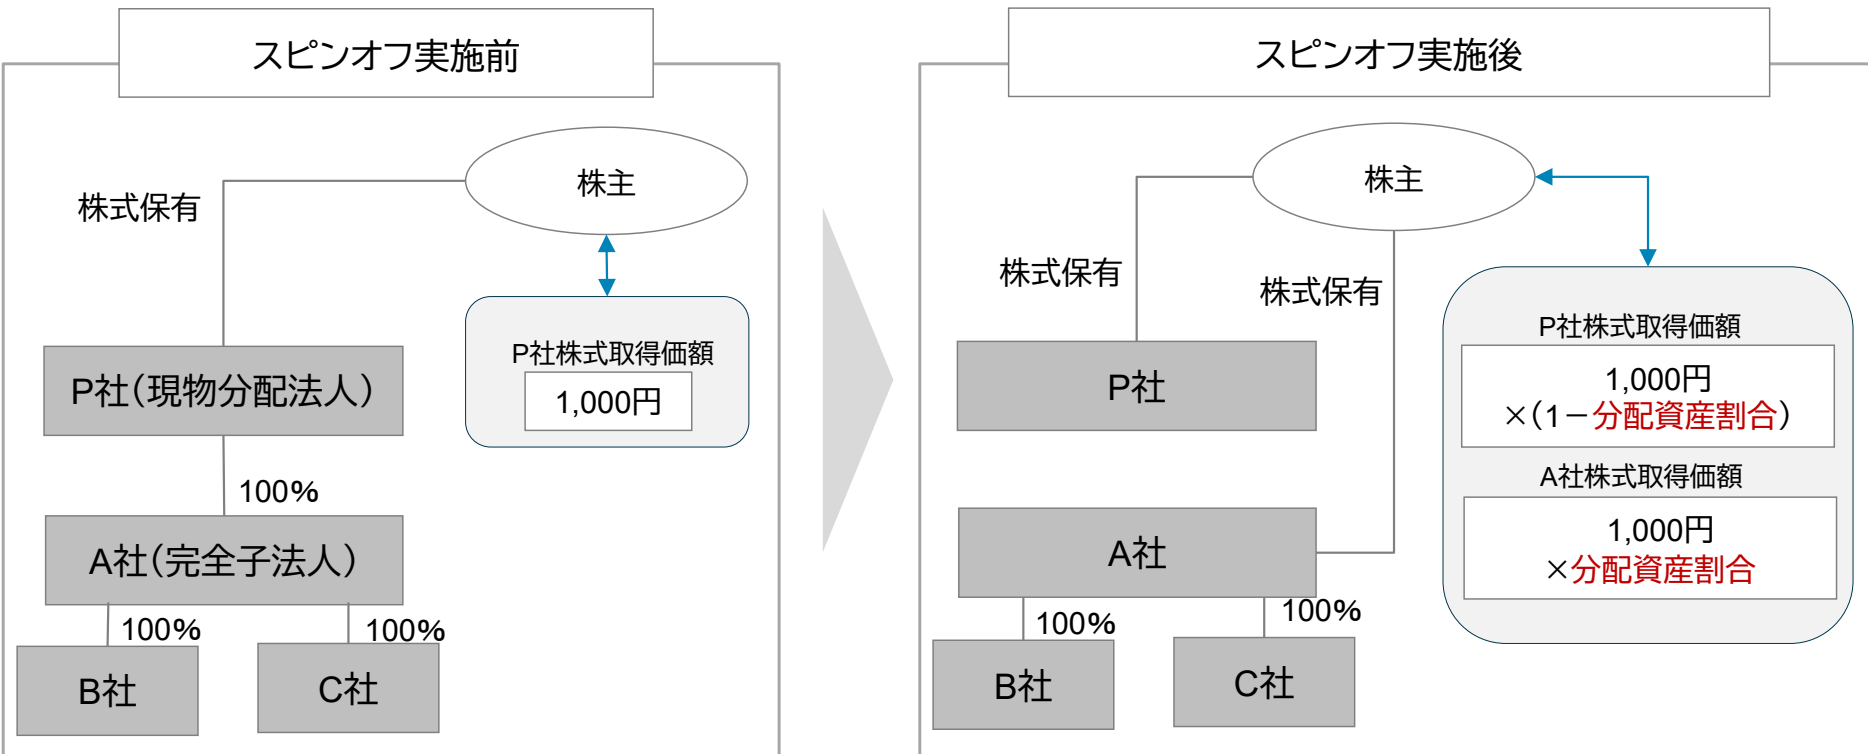 スピンオフ実施前
株主
株式保有
P社株式取得価額
1,000円
P社（現物分配法人）
100%
A社（完全子法人）
100%
100%
B社
C社
スピンオフ実施後
株主
株式保有
株式保有
P社
A社
100%
100%
B社
C社
P社株式取得価額
1,000円
×（1－分配資産割合）
A社株式取得価額
1,000円
×分配資産割合